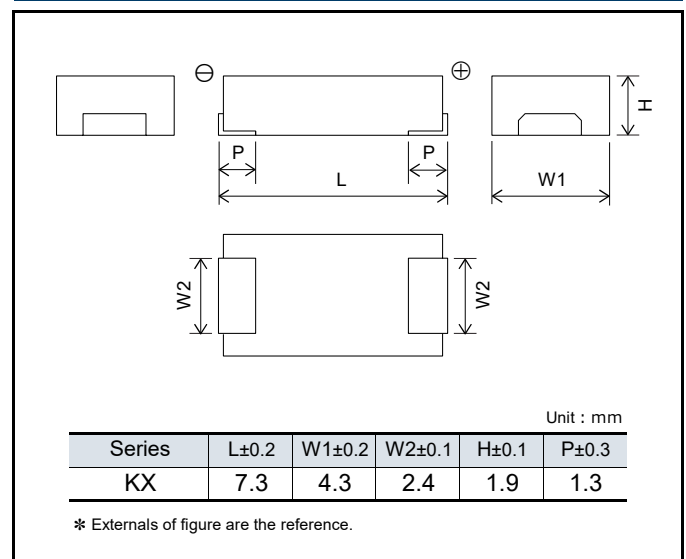 ⊖ ⊕
H
P P
L W1
W2 W2
Unit : mm
Series L±0.2 W1±0.2 W2±0.1 H±0.1 P±0.3
KX 7.3 4.3 2.4 1.9 1.3
✻ Externals of figure are the reference.